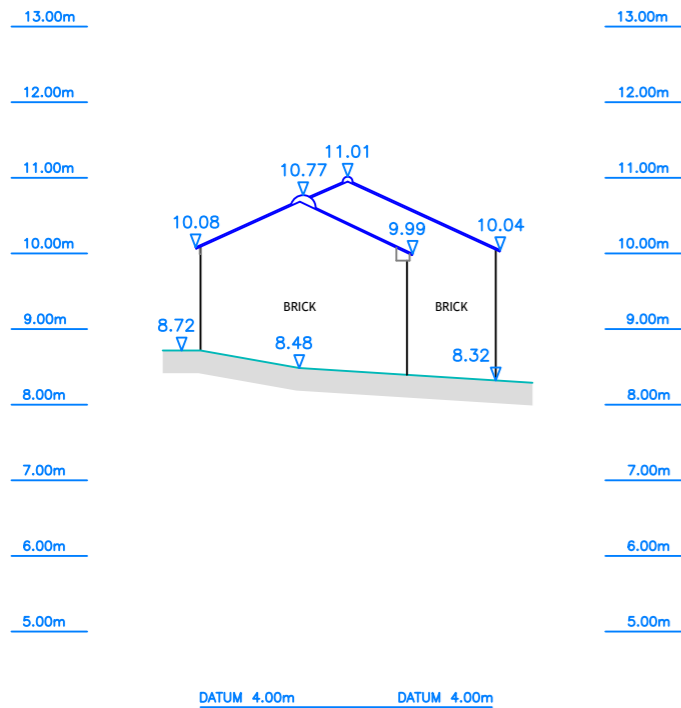 13.00m 13.00m
12.00m 12.00m
11.01
11.00m 10.77 11.00m
10.08 9.99 10.04
10.00m 10.00m
BRICK BRICK
9.00m 9.00m
8.72
8.48
8.32
8.00m 8.00m
7.00m 7.00m
6.00m 6.00m
5.00m 5.00m
DATUM 4.00m DATUM 4.00m